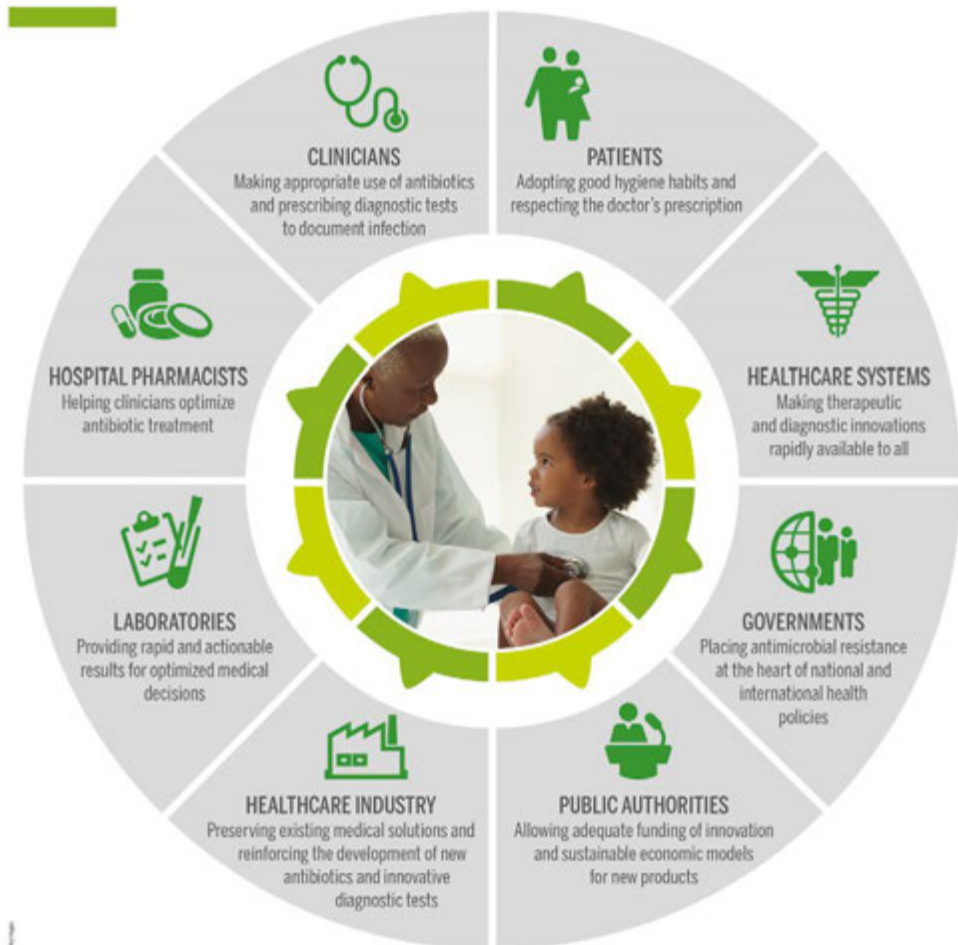 CLINICIANS
Making appropriate use of antibiotics
and prescribing diagnostic tests
to document infection
PATIENTS
Adopting good hygiene habits and
respecting the doctor's prescription
HEALTHCARE SYSTEMS
Making therapeutic
and diagnostic innovations
rapidly available to all
GOVERNMENTS
Placing antimicrobial resistance
at the heart of national and
international health
policies
PUBLIC AUTHORITIES
Allowing adequate funding of innovation
and sustainable economic models
for new products
HEALTHCARE INDUSTRY
Preserving existing medical solutions and
reinforcing the development of new
antibiotics and innovative
diagnostic tests
LABORATORIES
Providing rapid and actionable
results for optimized medical
decisions
HOSPITAL PHARMACISTS
Helping clinicians optimize
antibiotic treatment